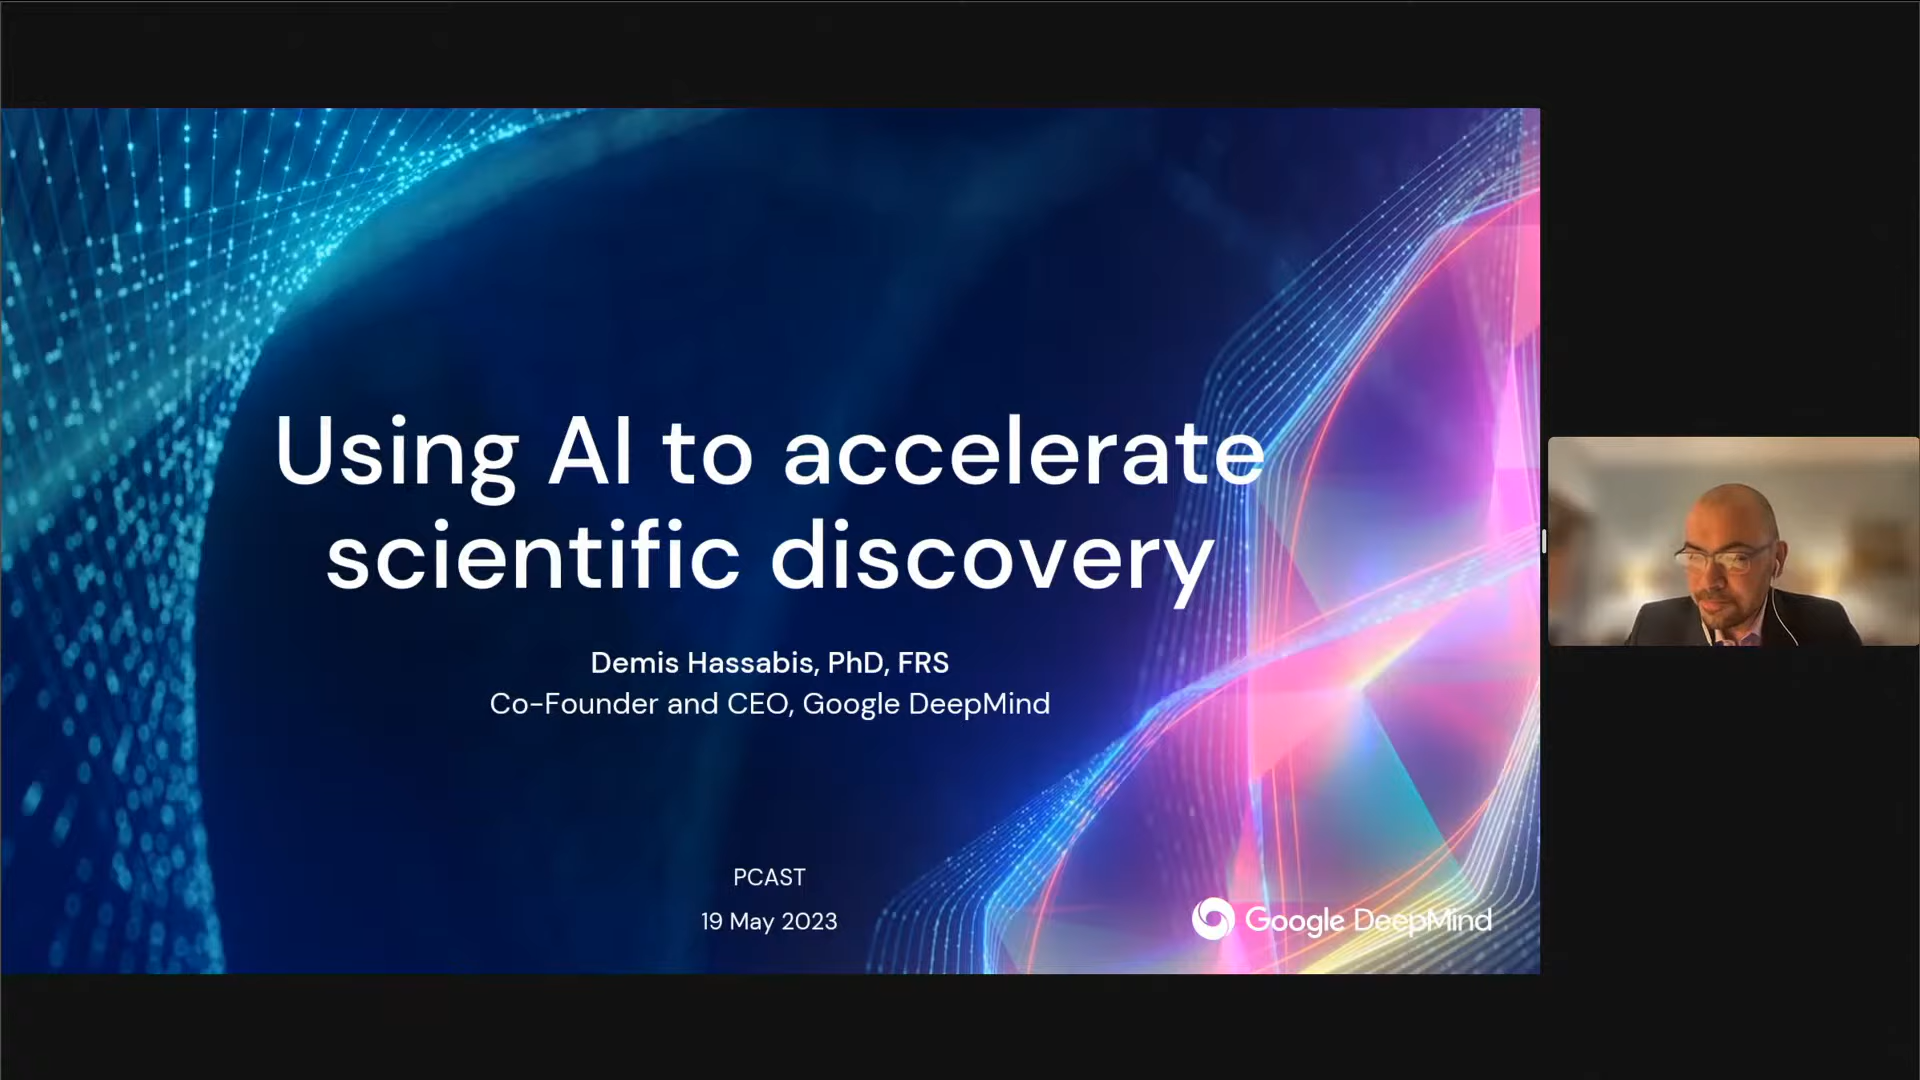 Using AI to accelerate
scientific discovery
Demis Hassabis, PhD, FRS
Co-Founder and CEO, Google DeepMind
PCAST
19 May 2023
Google DeepMind